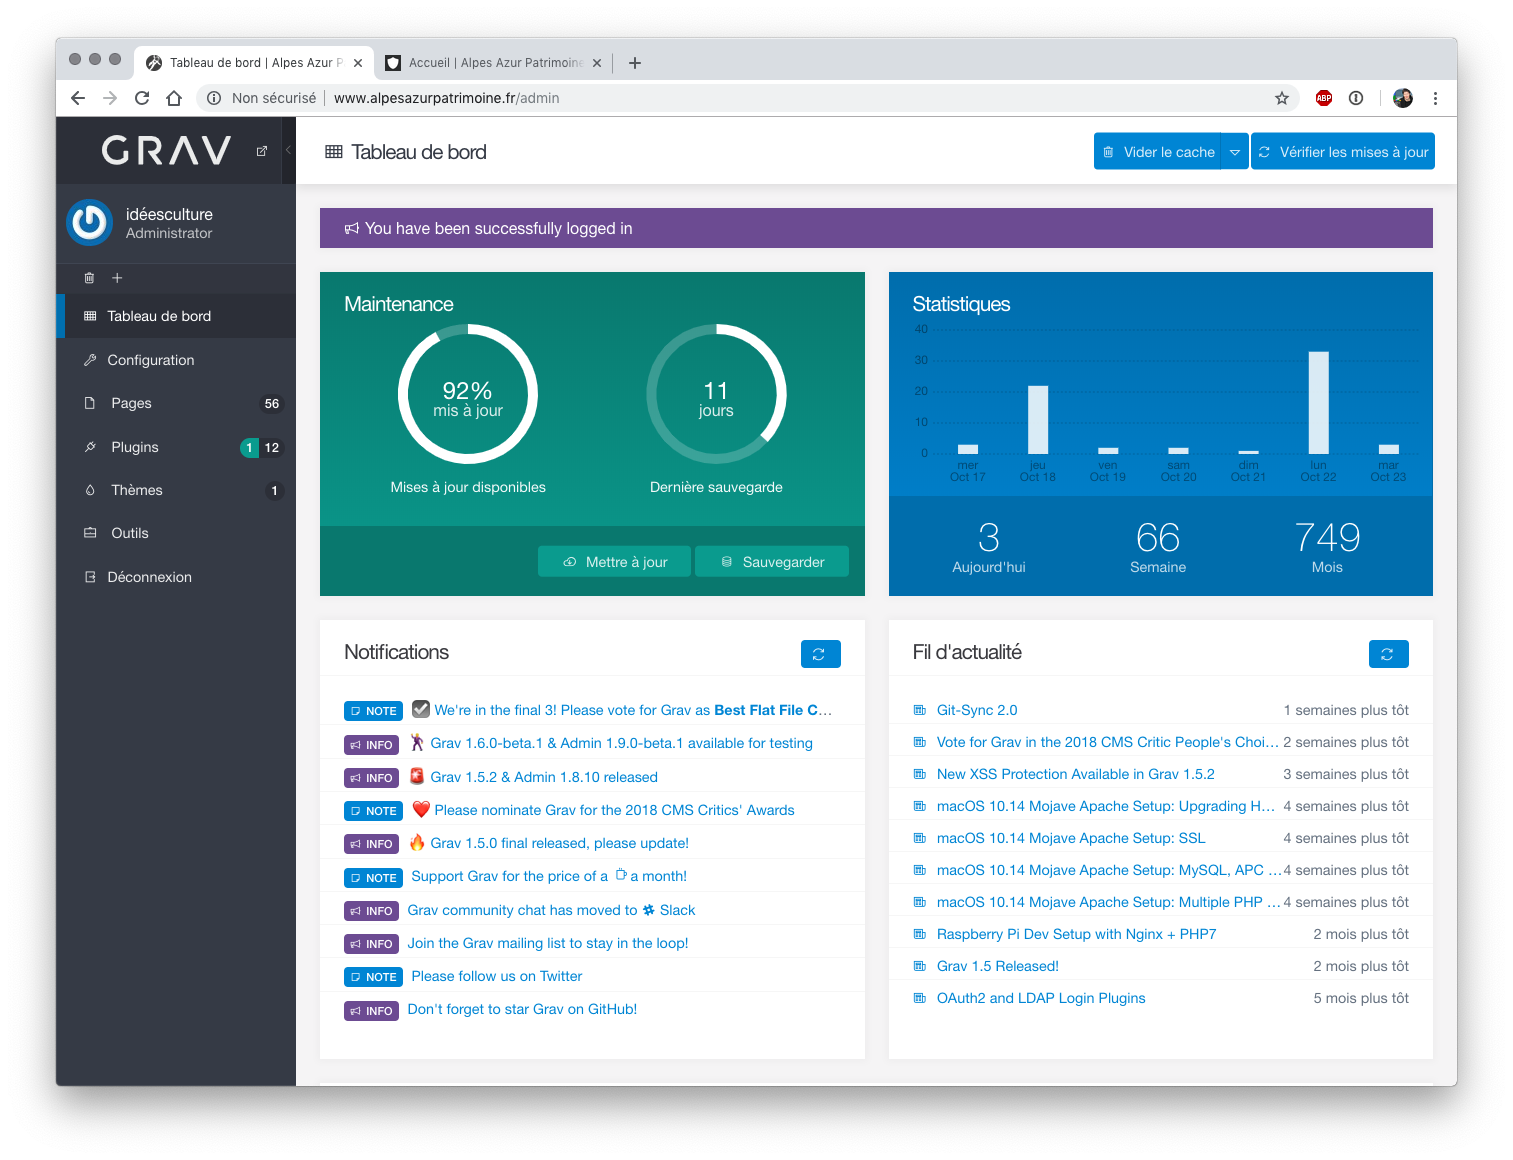 Tableau de bord | Alpes Azur P
Accueil | Alpes Azur Patrimoine
Non sécurisé | www.alpesazurpatrimoine.fr/admin
ABP
GRAV
Tableau de bord
Vider le cache
Vérifier les mises à jour
idéesculture
Administrator
Tableau de bord
Configuration
Pages 56
Plugins 1 12
Thèmes 1
Outils
Déconnexion
You have been successfully logged in
Maintenance
92%
mis à jour
Mises à jour disponibles
11
jours
Dernière sauvegarde
Mettre à jour
Sauvegarder
Statistiques
40
30
20
10
0
mer jeu ven sam dim lun mar
Oct 17 Oct 18 Oct 19 Oct 20 Oct 21 Oct 22 Oct 23
3 66 749
Aujourd'hui Semaine Mois
Notifications
NOTE We're in the final 3! Please vote for Grav as Best Flat File C...
INFO Grav 1.6.0-beta.1 & Admin 1.9.0-beta.1 available for testing
INFO Grav 1.5.2 & Admin 1.8.10 released
NOTE Please nominate Grav for the 2018 CMS Critics' Awards
INFO Grav 1.5.0 final released, please update!
NOTE Support Grav for the price of a a month!
INFO Grav community chat has moved to Slack
INFO Join the Grav mailing list to stay in the loop!
NOTE Please follow us on Twitter
INFO Don't forget to star Grav on GitHub!
Fil d'actualité
Git-Sync 2.0 1 semaines plus tôt
Vote for Grav in the 2018 CMS Critic People's Choi... 2 semaines plus tôt
New XSS Protection Available in Grav 1.5.2 3 semaines plus tôt
macOS 10.14 Mojave Apache Setup: Upgrading H... 4 semaines plus tôt
macOS 10.14 Mojave Apache Setup: SSL 4 semaines plus tôt
macOS 10.14 Mojave Apache Setup: MySQL, APC ... 4 semaines plus tôt
macOS 10.14 Mojave Apache Setup: Multiple PHP ... 4 semaines plus tôt
Raspberry Pi Dev Setup with Nginx + PHP7 2 mois plus tôt
Grav 1.5 Released! 2 mois plus tôt
OAuth2 and LDAP Login Plugins 5 mois plus tôt